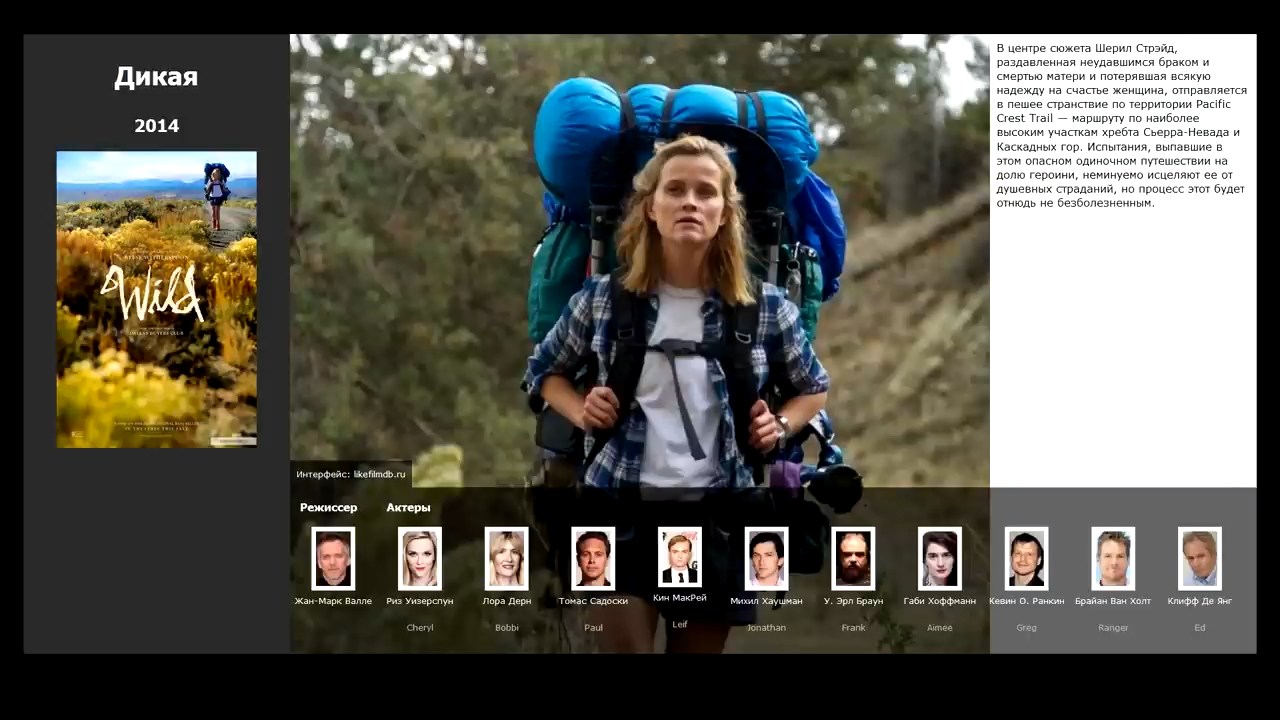 Дикая
2014
REESE WITHERSPOON
Wild
В центре сюжета Шерил Стрэйд,
раздавленная неудавшимся браком и
смертью матери и потерявшая всякую
надежду на счастье женщина, отправляется
в пешее странствие по территории Pacific
Crest Trail — маршруту по наиболее
высоким участкам хребта Сьерра-Невада и
Каскадных гор. Испытания, выпавшие в
этом опасном одиночном путешествии на
долю героини, неминуемо исцеляют ее от
душевных страданий, но процесс этот будет
отнюдь не безболезненным.
Интерфейс: likefilmdb.ru
Режиссер Актеры
Жан-Марк Валле Риз Уизерспун Лора Дерн Томас Садоски Кин МакРей Михил Хаушман У. Эрл Браун Габи Хоффманн Кевин О. Ранкин Брайан Ван Холт Клифф Де Янг
Cheryl Bobbi Paul Leif Jonathan Frank Aimee Greg Ranger Ed